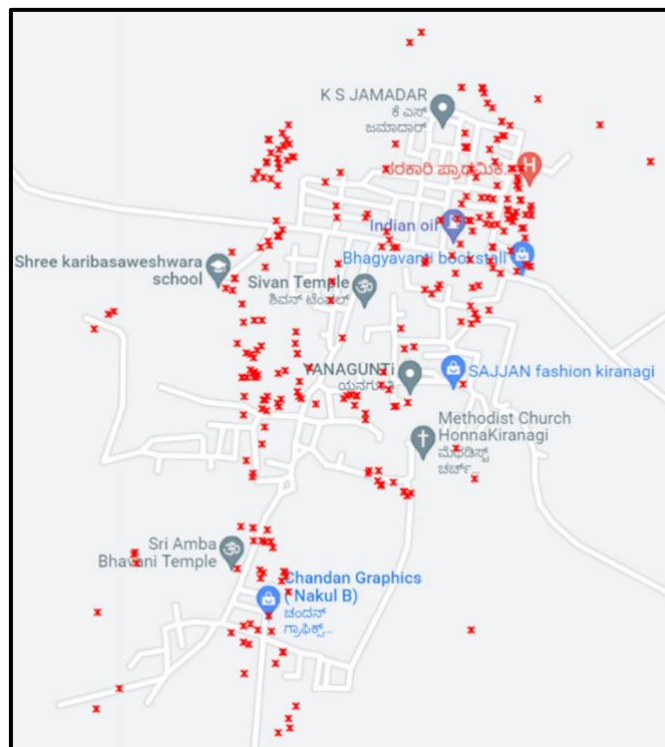 K S JAMADAR
ಕೆ ಎಸ್
ಜಮಾದಾರ್
ಸರಕಾರಿ ಪ್ರಾಥಮಿಕ
H
Indian oil
Bhagyavanti bookstall
Shree karibasaweshwara
school
Sivan Temple
ಶಿವನ್ ಟೆಂಪಲ್
YANAGUNTi
SAJJAN fashion kiranagi
Methodist Church
HonnaKiranagi
ಮೆಥಡಿಸ್ಟ್
ಚರ್ಚ್...
Sri Amba
Bhavani Temple
Chandan Graphics
( Nakul B)
ಚಂದನ್
ಗ್ರಾಫಿಕ್ಸ್...